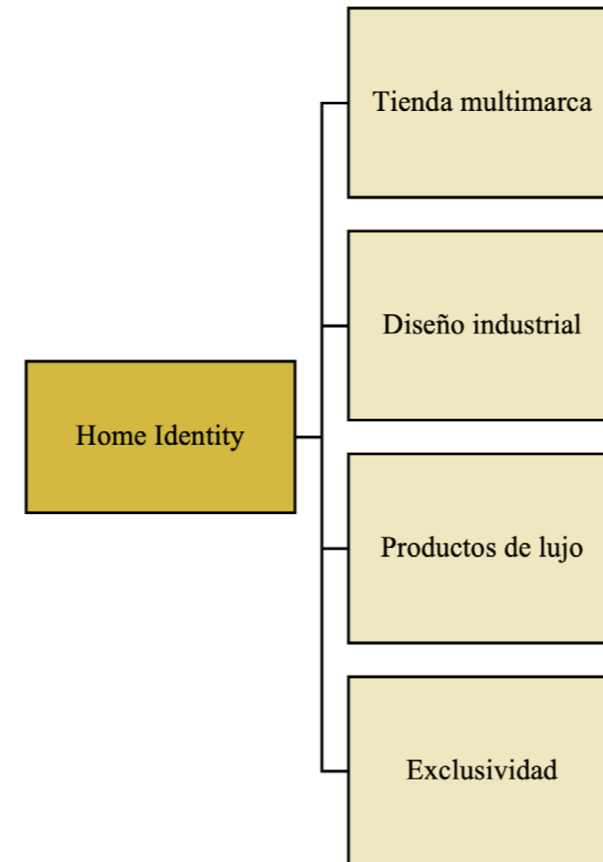 Tienda multimarca
Diseño industrial
Home Identity
Productos de lujo
Exclusividad